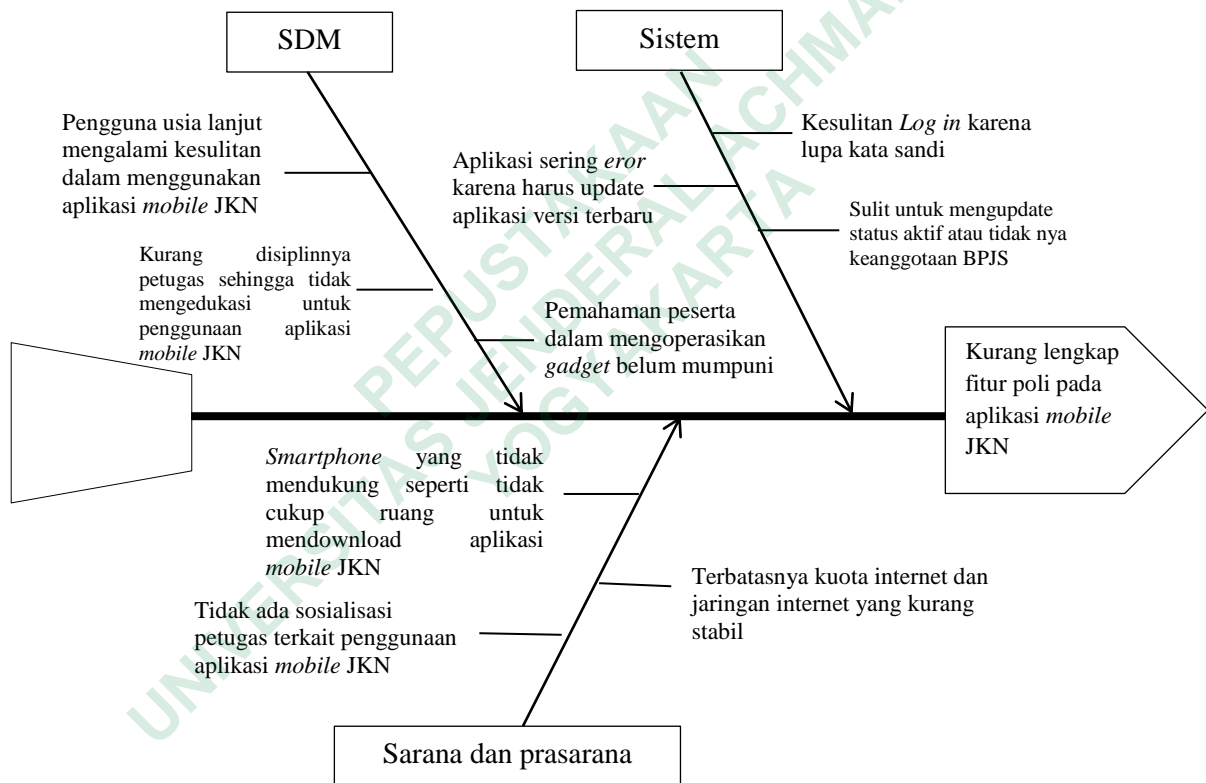 SDM
Sistem
Pengguna usia lanjut
mengalami kesulitan
dalam menggunakan
aplikasi mobile JKN
Kurang disiplinnya
petugas sehingga tidak
mengedukasi untuk
penggunaan aplikasi
mobile JKN
Pemahaman peserta
dalam mengoperasikan
gadget belum mumpuni
Aplikasi sering eror
karena harus update
aplikasi versi terbaru
Kesulitan Log in karena
lupa kata sandi
Sulit untuk mengupdate
status aktif atau tidak nya
keanggotaan BPJS
Kurang lengkap
fitur poli pada
aplikasi mobile
JKN
Smartphone yang tidak
mendukung seperti tidak
cukup ruang untuk
mendownload aplikasi
mobile JKN
Tidak ada sosialisasi
petugas terkait penggunaan
aplikasi mobile JKN
Terbatasnya kuota internet dan
jaringan internet yang kurang
stabil
Sarana dan prasarana
PEPUSTAKAAN
UNIVERSITAS JENDERAL ACHMA
YOGYAKARTA